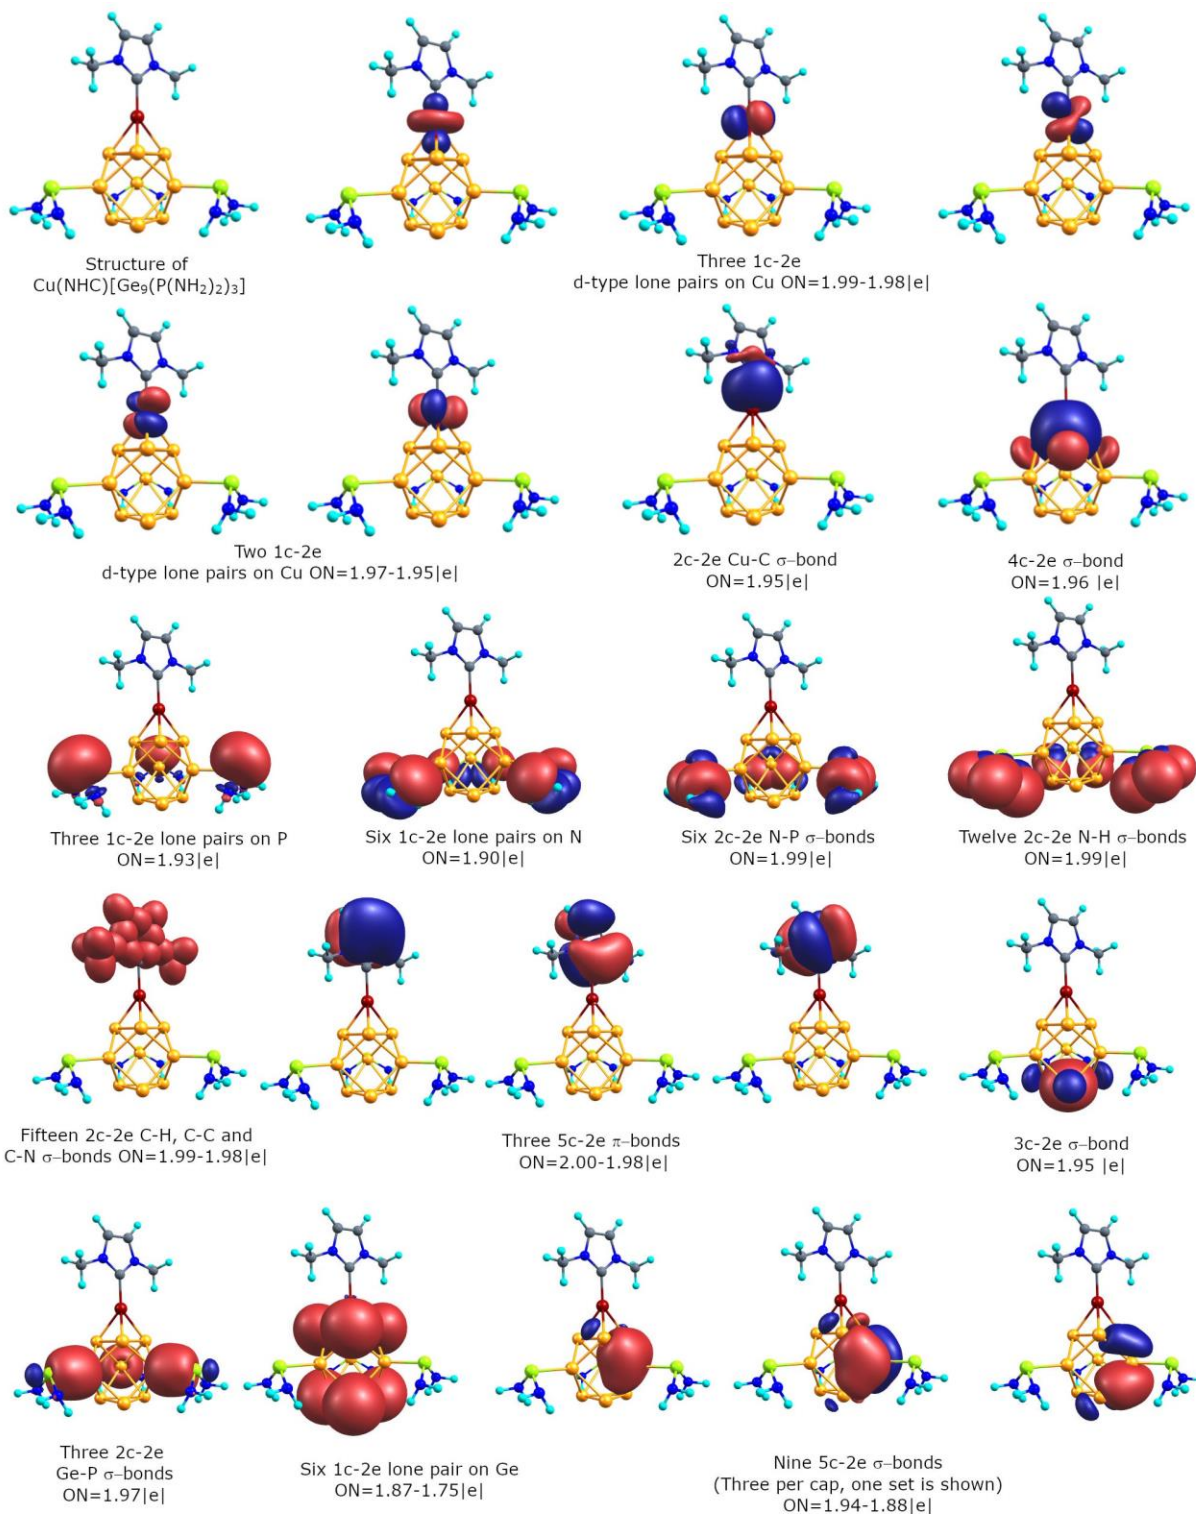 Structure of
Cu(NHC)[Ge₉(P(NH₂)₂)₃]
Three 1c-2e
d-type lone pairs on Cu ON=1.99-1.98|e|
Two 1c-2e
d-type lone pairs on Cu ON=1.97-1.95|e|
2c-2e Cu-C σ–bond
ON=1.95|e|
4c-2e σ–bond
ON=1.96 |e|
Three 1c-2e lone pairs on P
ON=1.93|e|
Six 1c-2e lone pairs on N
ON=1.90|e|
Six 2c-2e N-P σ–bonds
ON=1.99|e|
Twelve 2c-2e N-H σ–bonds
ON=1.99|e|
Fifteen 2c-2e C-H, C-C and
C-N σ–bonds ON=1.99-1.98|e|
Three 5c-2e π–bonds
ON=2.00-1.98|e|
3c-2e σ–bond
ON=1.95 |e|
Three 2c-2e
Ge-P σ–bonds
ON=1.97|e|
Six 1c-2e lone pair on Ge
ON=1.87-1.75|e|
Nine 5c-2e σ–bonds
(Three per cap, one set is shown)
ON=1.94-1.88|e|